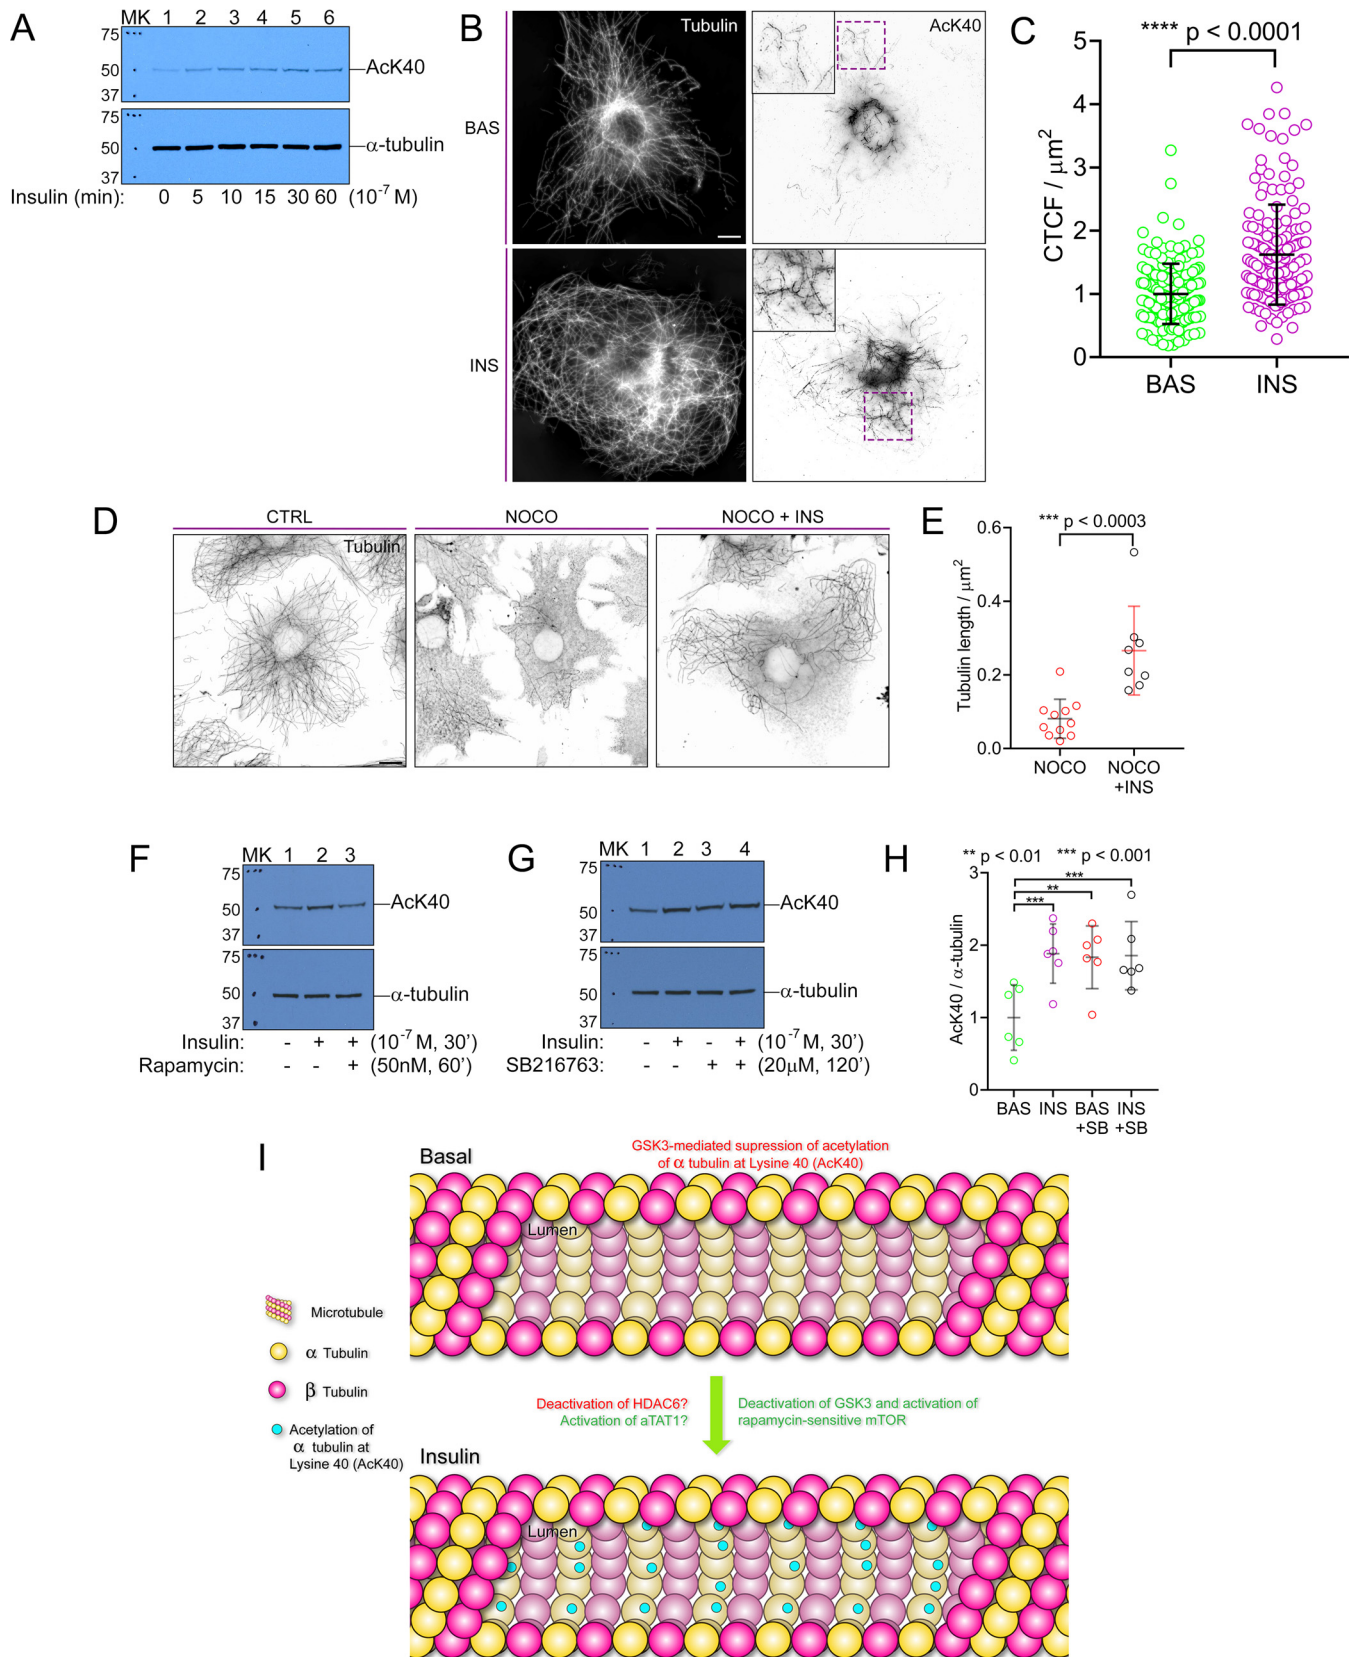 A
MK 1 2 3 4 5 6
75
50
37
AcK40
75
50
37
α-tubulin
Insulin (min): 0 5 10 15 30 60 (10-7 M)
B
Tubulin
AcK40
BAS
INS
C
**** p < 0.0001
CTCF / μm2
5
4
3
2
1
0
BAS INS
D
CTRL
NOCO
NOCO + INS
Tubulin
E
*** p < 0.0003
Tubulin length / μm2
0.6
0.4
0.2
0.0
NOCO
NOCO
+INS
F
MK 1 2 3
75
50
37
AcK40
75
50
37
α-tubulin
Insulin: - + + (10-7 M, 30')
Rapamycin: - - + (50nM, 60')
G
MK 1 2 3 4
75
50
37
AcK40
75
50
37
α-tubulin
Insulin: - + - + (10-7 M, 30')
SB216763: - - + + (20μM, 120')
H
** p < 0.01 *** p < 0.001
AcK40 / α-tubulin
3
2
1
0
***
**
***
BAS INS BAS INS
+SB +SB
I
Basal
GSK3-mediated supression of acetylation
of α tubulin at Lysine 40 (AcK40)
Lumen
Microtubule
α Tubulin
β Tubulin
Acetylation of
α tubulin at
Lysine 40 (AcK40)
Deactivation of HDAC6?
Activation of aTAT1?
Deactivation of GSK3 and activation of
rapamycin-sensitive mTOR
Insulin
Lumen